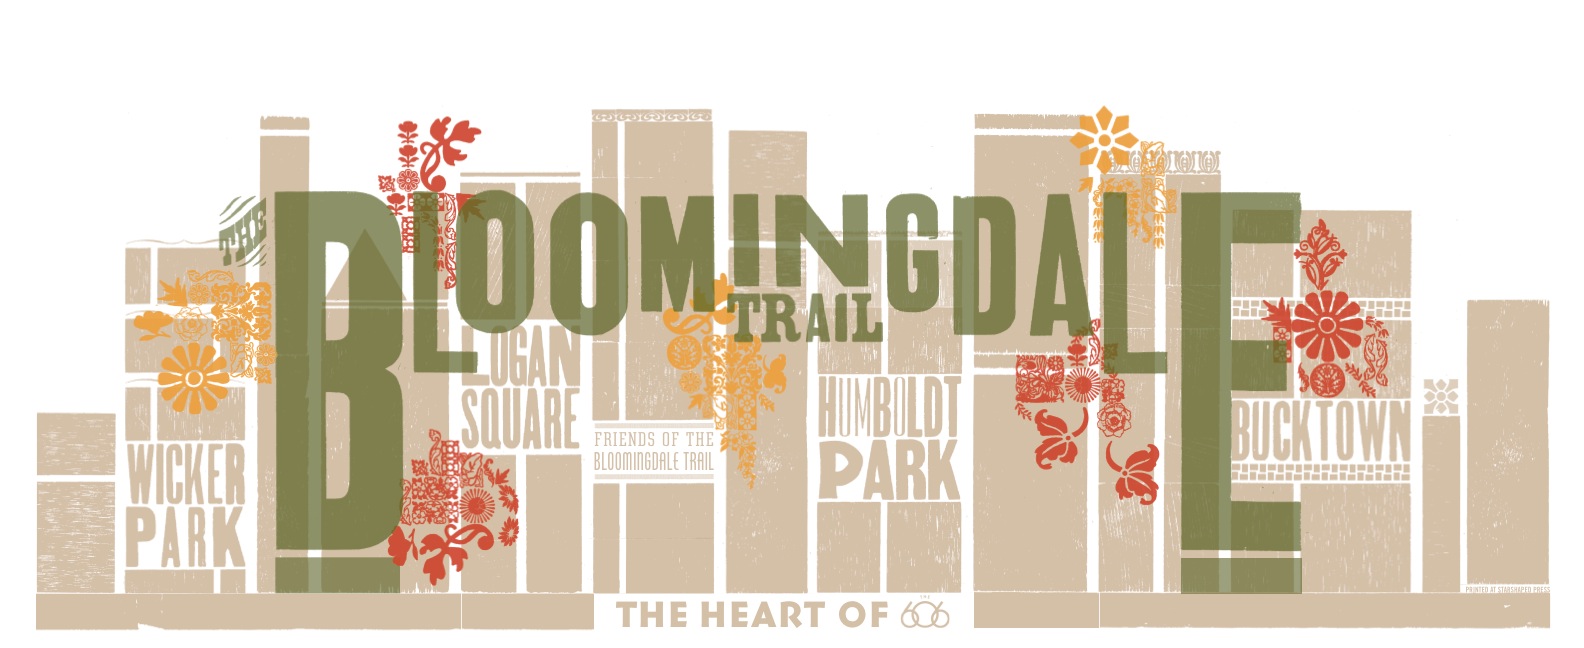 THE
BLOOMINGDALE
TRAIL
LOGAN
SQUARE
WICKER
PARK
FRIENDS OF THE
BLOOMINGDALE TRAIL
HUMBOLDT
PARK
BUCKTOWN
PRINTED AT STARSHAPED PRESS
THE HEART OF THE 606